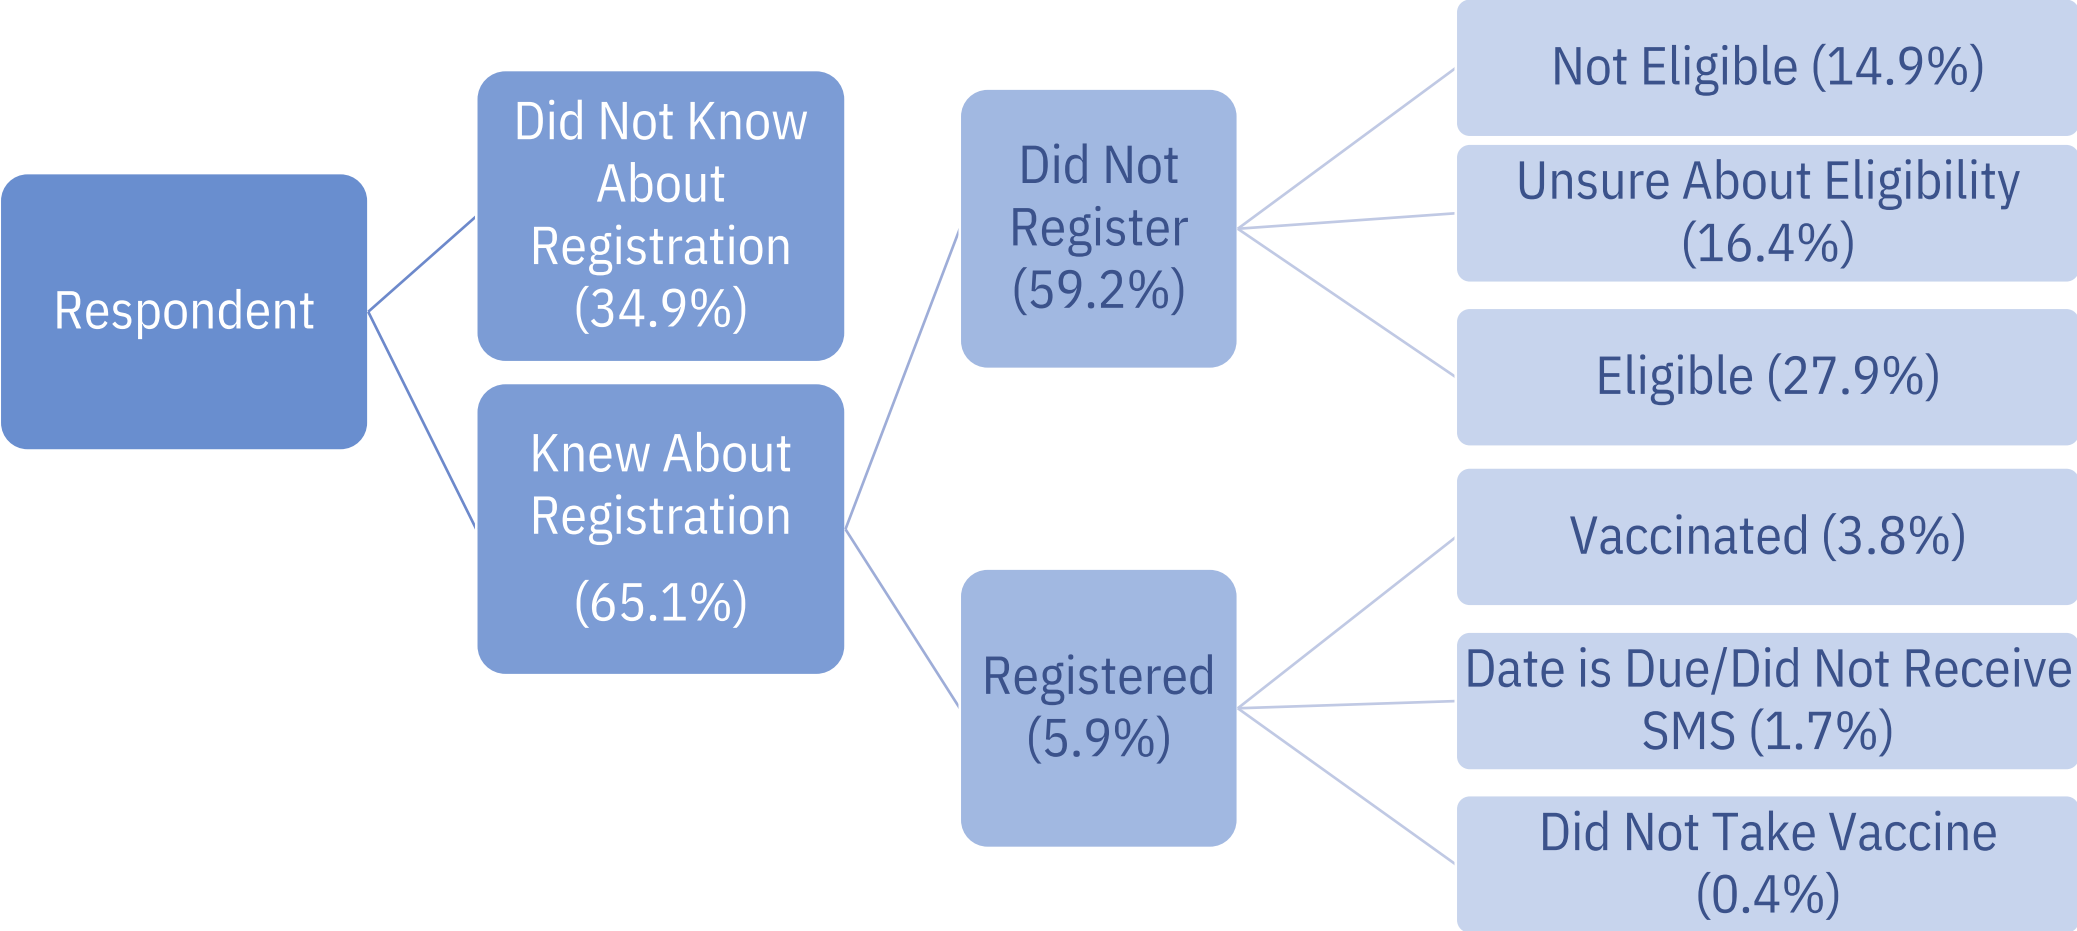 Respondent
Did Not Know
About
Registration
(34.9%)
Knew About
Registration
(65.1%)
Did Not
Register
(59.2%)
Registered
(5.9%)
Not Eligible (14.9%)
Unsure About Eligibility
(16.4%)
Eligible (27.9%)
Vaccinated (3.8%)
Date is Due/Did Not Receive
SMS (1.7%)
Did Not Take Vaccine
(0.4%)